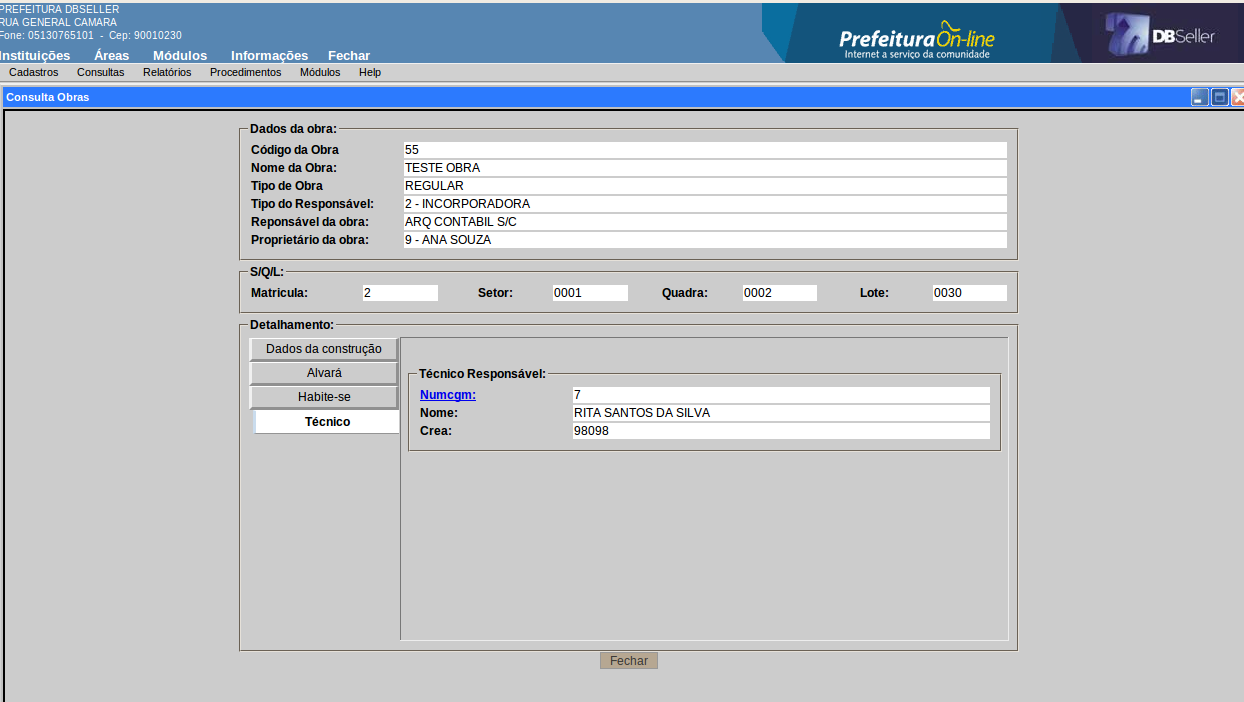 PREFEITURA DBSELLER
RUA GENERAL CAMARA
Fone: 05130765101 - Cep: 90010230
Instituições Áreas Módulos Informações Fechar
PrefeituraOn-line
Internet a serviço da comunidade
DBSeller
Cadastros Consultas Relatórios Procedimentos Módulos Help
Consulta Obras
Dados da obra:
Código da Obra 55
Nome da Obra: TESTE OBRA
Tipo de Obra REGULAR
Tipo do Responsável: 2 - INCORPORADORA
Reponsável da obra: ARQ CONTABIL S/C
Proprietário da obra: 9 - ANA SOUZA
S/Q/L:
Matricula: 2 Setor: 0001 Quadra: 0002 Lote: 0030
Detalhamento:
Dados da construção
Alvará
Habite-se
Técnico
Técnico Responsável:
Numcgm: 7
Nome: RITA SANTOS DA SILVA
Crea: 98098
Fechar